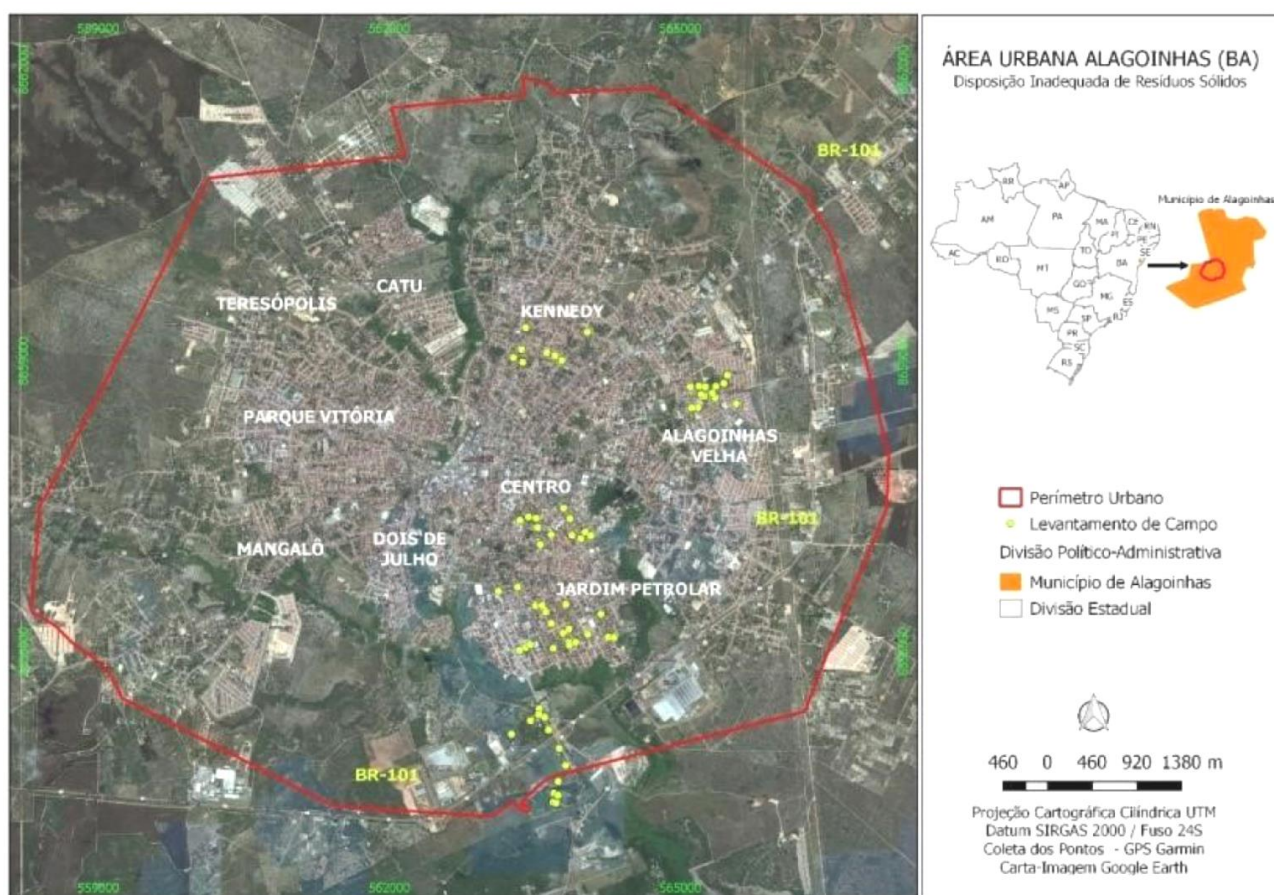 559000
562000
565000
8662000
8662000
BR-101
CATU
TERESÓPOLIS
KENNEDY
8659000
8659000
PARQUE VITÓRIA
ALAGOINHAS
VELHA
CENTRO
BR-101
MANGALÔ
DOIS DE
JULHO
JARDIM PETROLAR
BR-101
559000
562000
565000
ÁREA URBANA ALAGOINHAS (BA)
Disposição Inadequada de Resíduos Sólidos
Município de Alagoinhas
RR
AP
AM
PA
MA
CE
RN
PI
PE
SE
AC
RO
TO
BA
MT
GO
MG
ES
MS
SP
RJ
PR
SC
RS
Perímetro Urbano
Levantamento de Campo
Divisão Político-Administrativa
Município de Alagoinhas
Divisão Estadual
460 0 460 920 1380 m
Projeção Cartográfica Cilíndrica UTM
Datum SIRGAS 2000 / Fuso 24S
Coleta dos Pontos - GPS Garmin
Carta-Imagem Google Earth